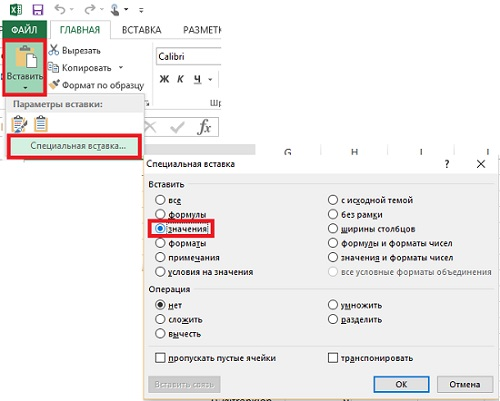 ФАЙЛ ГЛАВНАЯ ВСТАВКА РАЗМЕТК
Вставить
Вырезать
Копировать
Формат по образцу
Calibri
Ж К Ч
Параметры вставки:
fx
Специальная вставка...
G H I
Специальная вставка ? ×
Вставить
все с исходной темой
формулы без рамки
значения ширины столбцов
форматы формулы и форматы чисел
примечания значения и форматы чисел
условия на значения все условные форматы объединения
Операция
нет умножить
сложить разделить
вычесть
пропускать пустые ячейки транспонировать
Вставить связь ОК Отмена